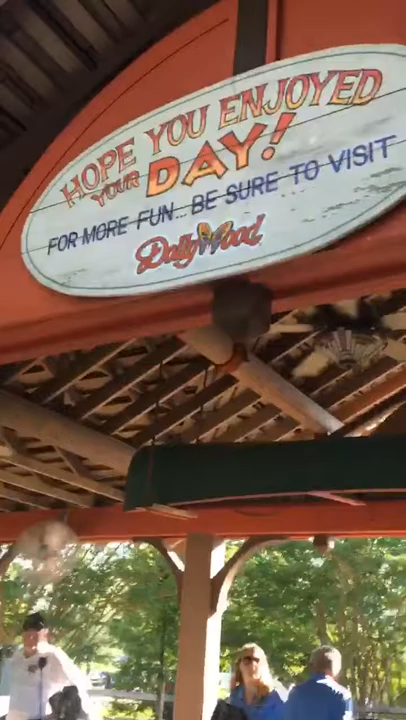 HOPE YOU ENJOYED
YOUR DAY!
FOR MORE FUN... BE SURE TO VISIT
Dollywood